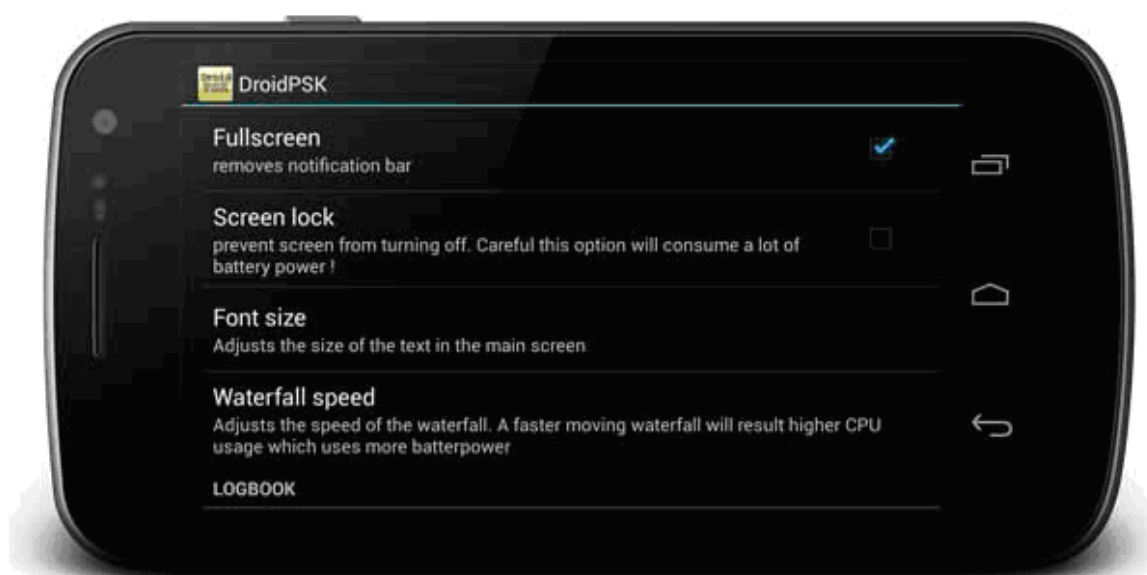 DroidPSK
Fullscreen
removes notification bar
Screen lock
prevent screen from turning off. Careful this option will consume a lot of
battery power !
Font size
Adjusts the size of the text in the main screen
Waterfall speed
Adjusts the speed of the waterfall. A faster moving waterfall will result higher CPU
usage which uses more batterpower
LOGBOOK